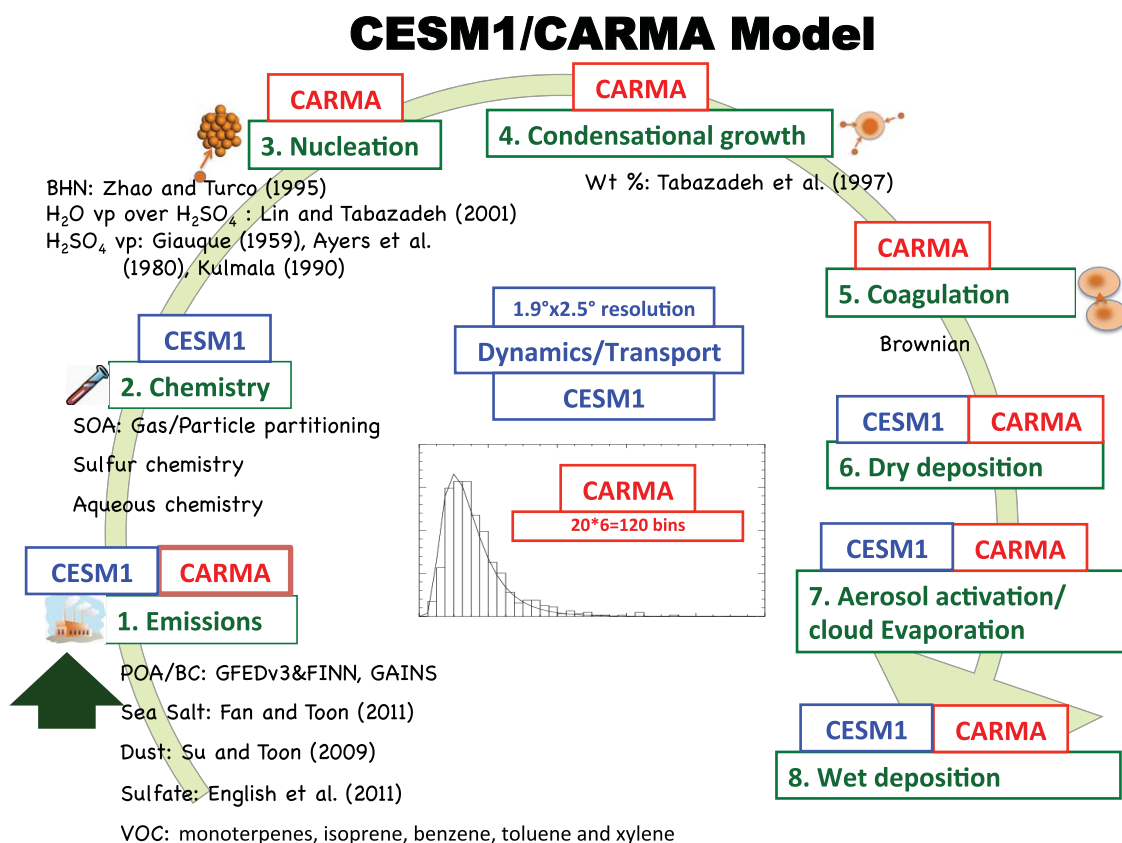 CESM1/CARMA Model
CARMA
3. Nucleation
BHN: Zhao and Turco (1995)
H₂O vp over H₂SO₄ : Lin and Tabazadeh (2001)
H₂SO₄ vp: Giauque (1959), Ayers et al.
(1980), Kulmala (1990)
CARMA
4. Condensational growth
Wt %: Tabazadeh et al. (1997)
CARMA
5. Coagulation
Brownian
1.9°x2.5° resolution
Dynamics/Transport
CESM1
CESM1
2. Chemistry
SOA: Gas/Particle partitioning
Sulfur chemistry
Aqueous chemistry
CARMA
20*6=120 bins
CESM1 CARMA
6. Dry deposition
CESM1 CARMA
7. Aerosol activation/
cloud Evaporation
CESM1 CARMA
8. Wet deposition
CESM1 CARMA
1. Emissions
POA/BC: GFEDv3&FINN, GAINS
Sea Salt: Fan and Toon (2011)
Dust: Su and Toon (2009)
Sulfate: English et al. (2011)
VOC: monoterpenes, isoprene, benzene, toluene and xylene